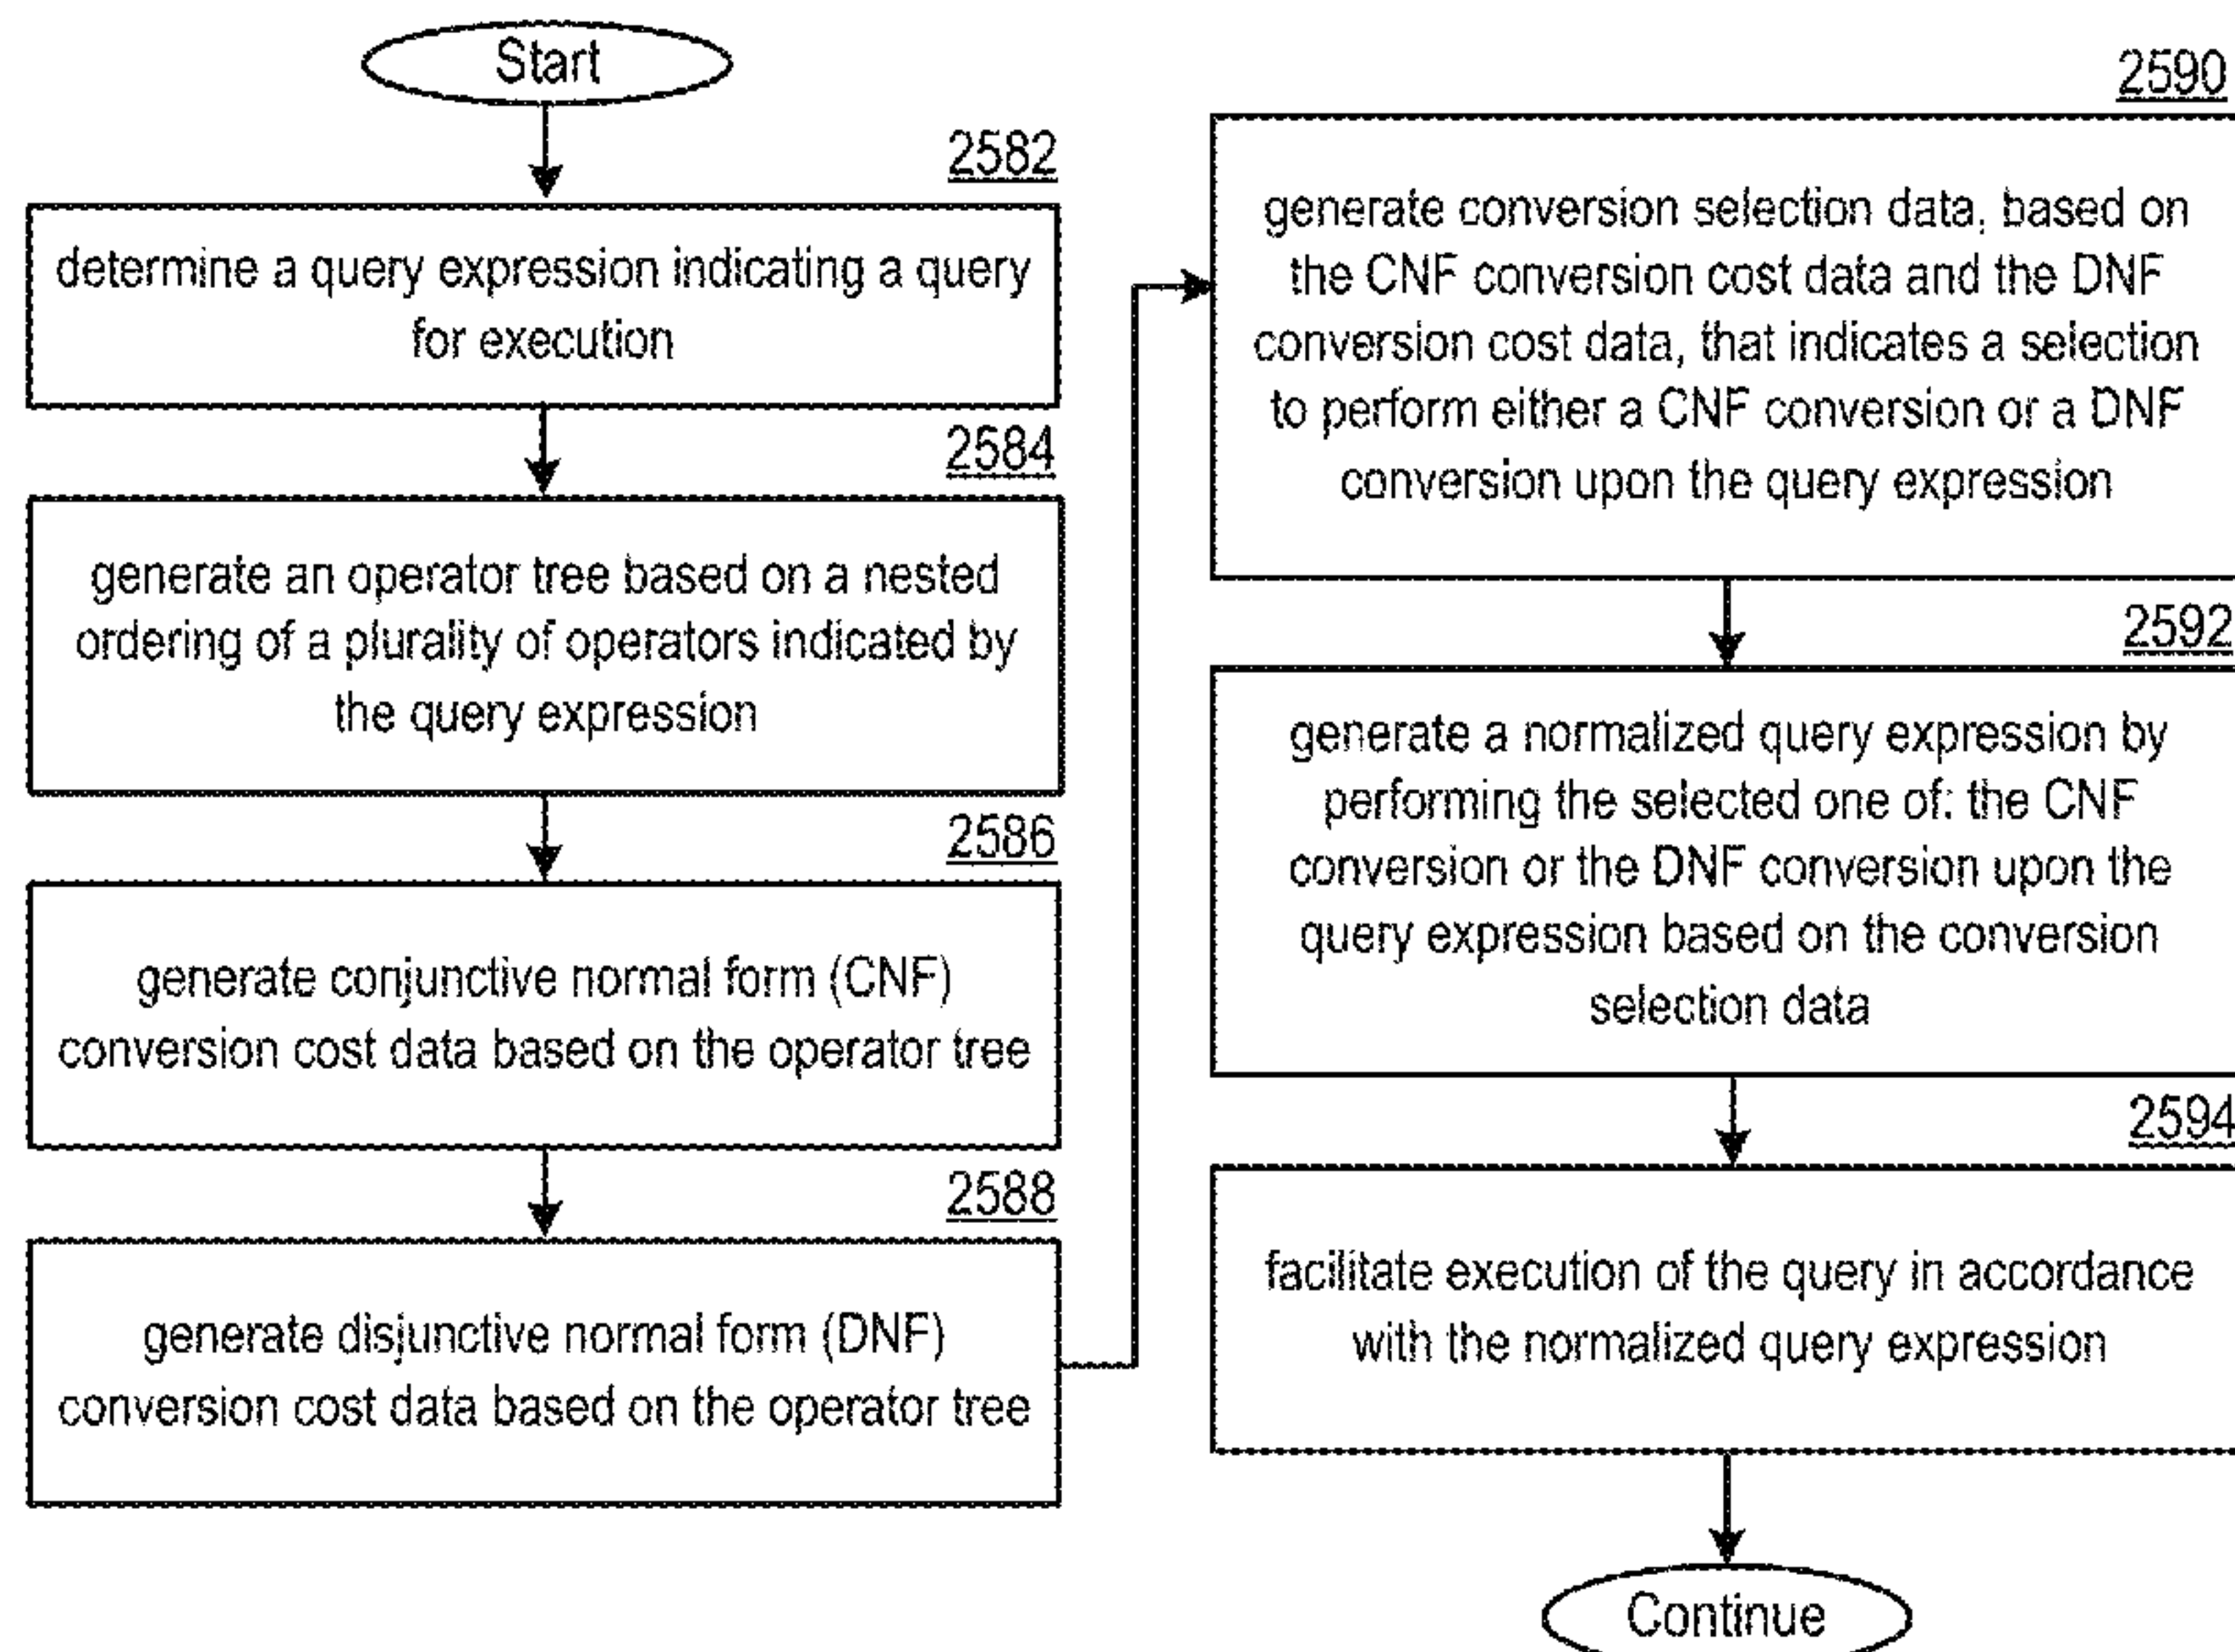 Start
2582
determine a query expression indicating a query
for execution
2584
generate an operator tree based on a nested
ordering of a plurality of operators indicated by
the query expression
2586
generate conjunctive normal form (CNF)
conversion cost data based on the operator tree
2588
generate disjunctive normal form (DNF)
conversion cost data based on the operator tree
2590
generate conversion selection data, based on
the CNF conversion cost data and the DNF
conversion cost data, that indicates a selection
to perform either a CNF conversion or a DNF
conversion upon the query expression
2592
generate a normalized query expression by
performing the selected one of: the CNF
conversion or the DNF conversion upon the
query expression based on the conversion
selection data
2594
facilitate execution of the query in accordance
with the normalized query expression
Continue